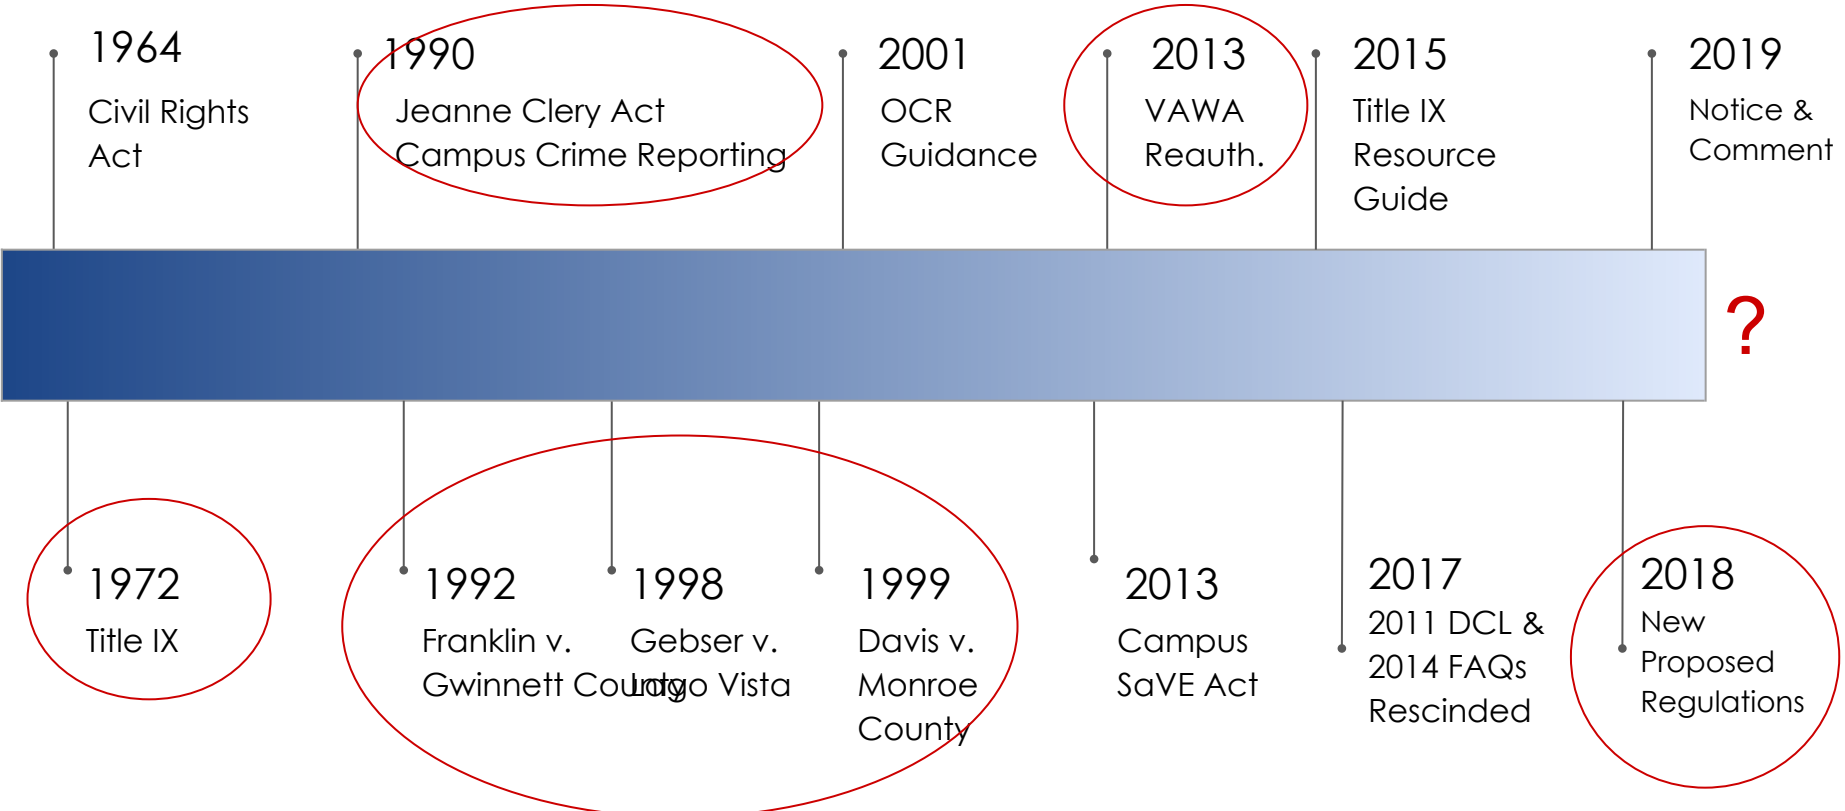 1964
Civil Rights
Act
1990
Jeanne Clery Act
Campus Crime Reporting
2001
OCR
Guidance
2013
VAWA
Reauth.
2015
Title IX
Resource
Guide
2019
Notice &
Comment
?
1972
Title IX
1992
Franklin v.
Gwinnett County
1998
Gebser v.
Lago Vista
1999
Davis v.
Monroe
County
2013
Campus
SaVE Act
2017
2011 DCL &
2014 FAQs
Rescinded
2018
New
Proposed
Regulations